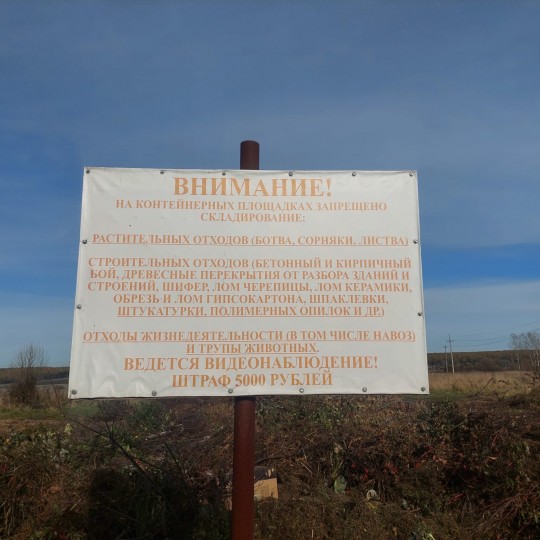 ВНИМАНИЕ!
НА КОНТЕЙНЕРНЫХ ПЛОЩАДКАХ ЗАПРЕЩЕНО
СКЛАДИРОВАНИЕ:
РАСТИТЕЛЬНЫХ ОТХОДОВ (БОТВА, СОРНЯКИ, ЛИСТВА)
СТРОИТЕЛЬНЫХ ОТХОДОВ (БЕТОННЫЙ И КИРПИЧНЫЙ
БОЙ, ДРЕВЕСНЫЕ ПЕРЕКРЫТИЯ ОТ РАЗБОРА ЗДАНИЙ И
СТРОЕНИЙ, ШИФЕР, ЛОМ ЧЕРЕПИЦЫ, ЛОМ КЕРАМИКИ,
ОБРЕЗЬ И ЛОМ ГИПСОКАРТОНА, ШПАКЛЕВКИ,
ШТУКАТУРКИ, ПОЛИМЕРНЫХ ОПИЛОК И ДР.)
ОТХОДЫ ЖИЗНЕДЕЯТЕЛЬНОСТИ (В ТОМ ЧИСЛЕ НАВОЗ)
И ТРУПЫ ЖИВОТНЫХ.
ВЕДЕТСЯ ВИДЕОНАБЛЮДЕНИЕ!
ШТРАФ 5000 РУБЛЕЙ